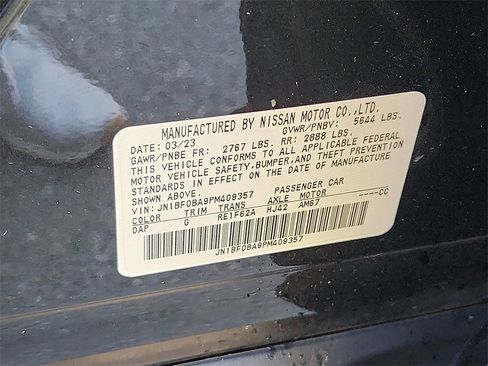 MANUFACTURED BY NISSAN MOTOR CO.,LTD.
DATE: 03/23 GVWR/PNBV: 5644 LBS.
GAWR/PNBE FR: 2767 LBS. RR: 2888 LBS.
THIS VEHICLE CONFORMS TO ALL APPLICABLE FEDERAL
MOTOR VEHICLE SAFETY,BUMPER,AND THEFT PREVENTION
STANDARDS IN EFFECT ON THE DATE OF MANUFACTURE
SHOWN ABOVE.
VIN: JN1BF0BA9PM409357 PASSENGER CAR
COLOR TRIM TRANS AXLE MOTOR -----CC
DAP G RE1F62A HJ42 AM67
JN1BF0BA9PM409357